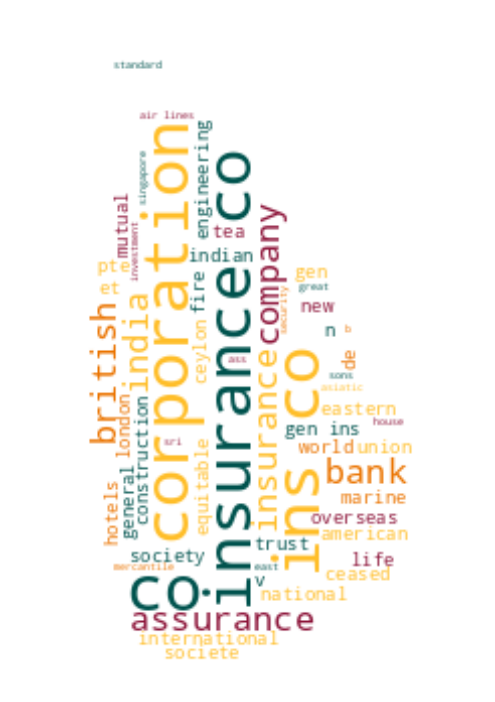 standard
air lines
corporation
engineering
insurance co
singapore
mutual
investment
tea
company
indian
pte
et
fire
gen
great
security
new
india
british
london
construction
ceylon
ass
n
b
de
sons
asiatic
insurance
ins co
eastern
house
gen ins
sri
equitable
world
union
bank
general
hotels
marine
overseas
american
trust
society
life
mercantile
east
ceased
v
co
national
assurance
international
societe